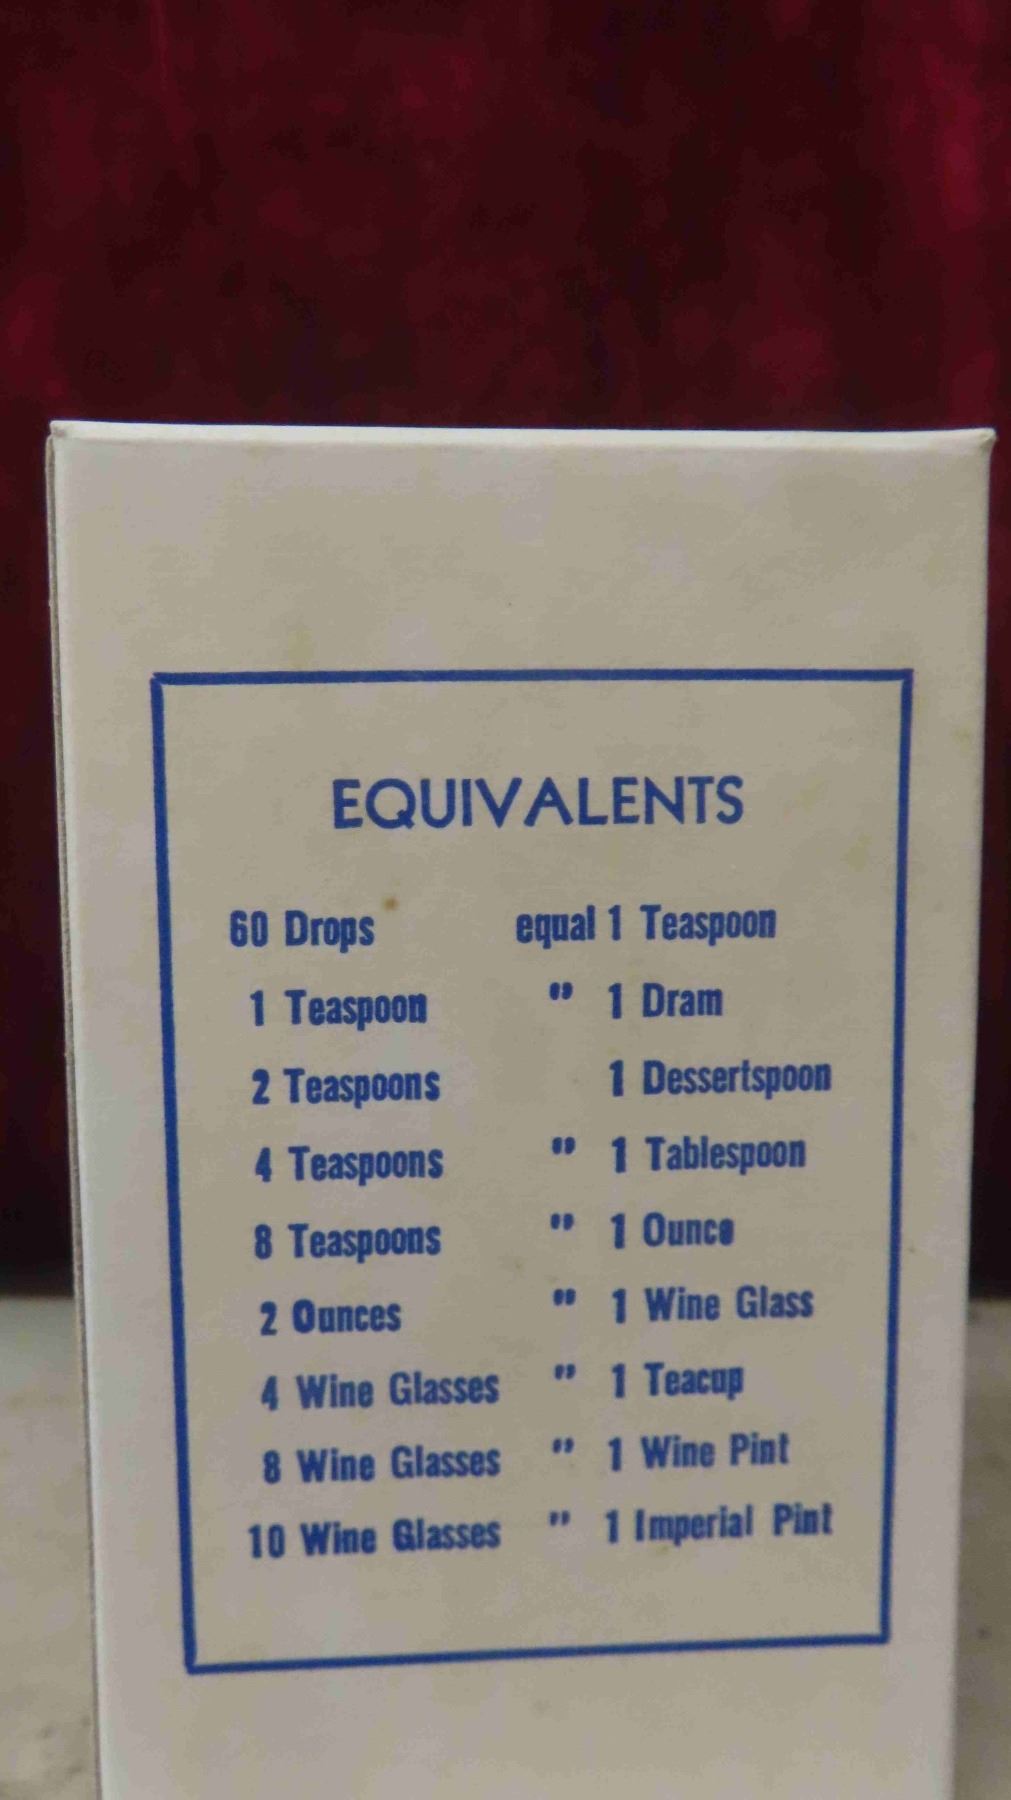 EQUIVALENTS
60 Drops equal 1 Teaspoon
1 Teaspoon " 1 Dram
2 Teaspoons 1 Dessertspoon
4 Teaspoons " 1 Tablespoon
8 Teaspoons " 1 Ounce
2 Ounces " 1 Wine Glass
4 Wine Glasses " 1 Teacup
8 Wine Glasses " 1 Wine Pint
10 Wine Glasses " 1 Imperial Pint